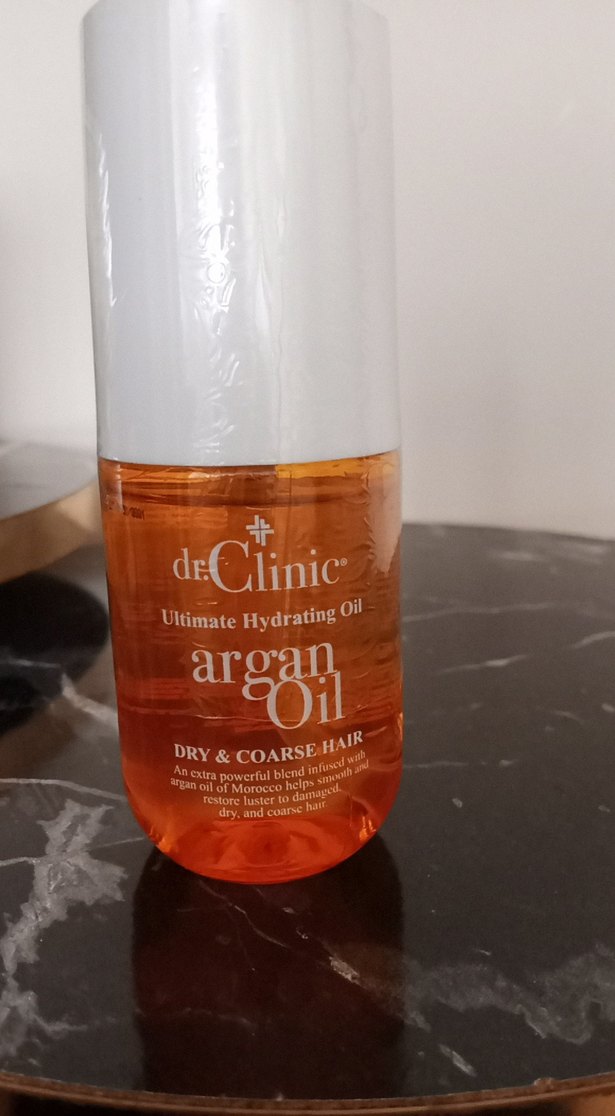 dr.Clinic®
Ultimate Hydrating Oil
argan
Oil
DRY & COARSE HAIR
An extra powerful blend infused with
argan oil of Morocco helps smooth and
restore luster to damaged,
dry, and coarse hair